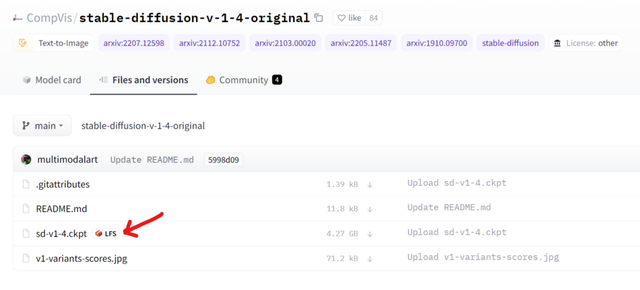 CompVis/stable-diffusion-v-1-4-original like 84
Text-to-Image arxiv:2207.12598 arxiv:2112.10752 arxiv:2103.00020 arxiv:2205.11487 arxiv:1910.09700 stable-diffusion License: other
Model card Files and versions Community 4
main stable-diffusion-v-1-4-original
multimodalart Update README.md 5998d09
.gitattributes 1.39 kB Upload sd-v1-4.ckpt
README.md 11.8 kB Update README.md
sd-v1-4.ckpt LFS 4.27 GB Upload sd-v1-4.ckpt
v1-variants-scores.jpg 71.2 kB Upload v1-variants-scores.jpg